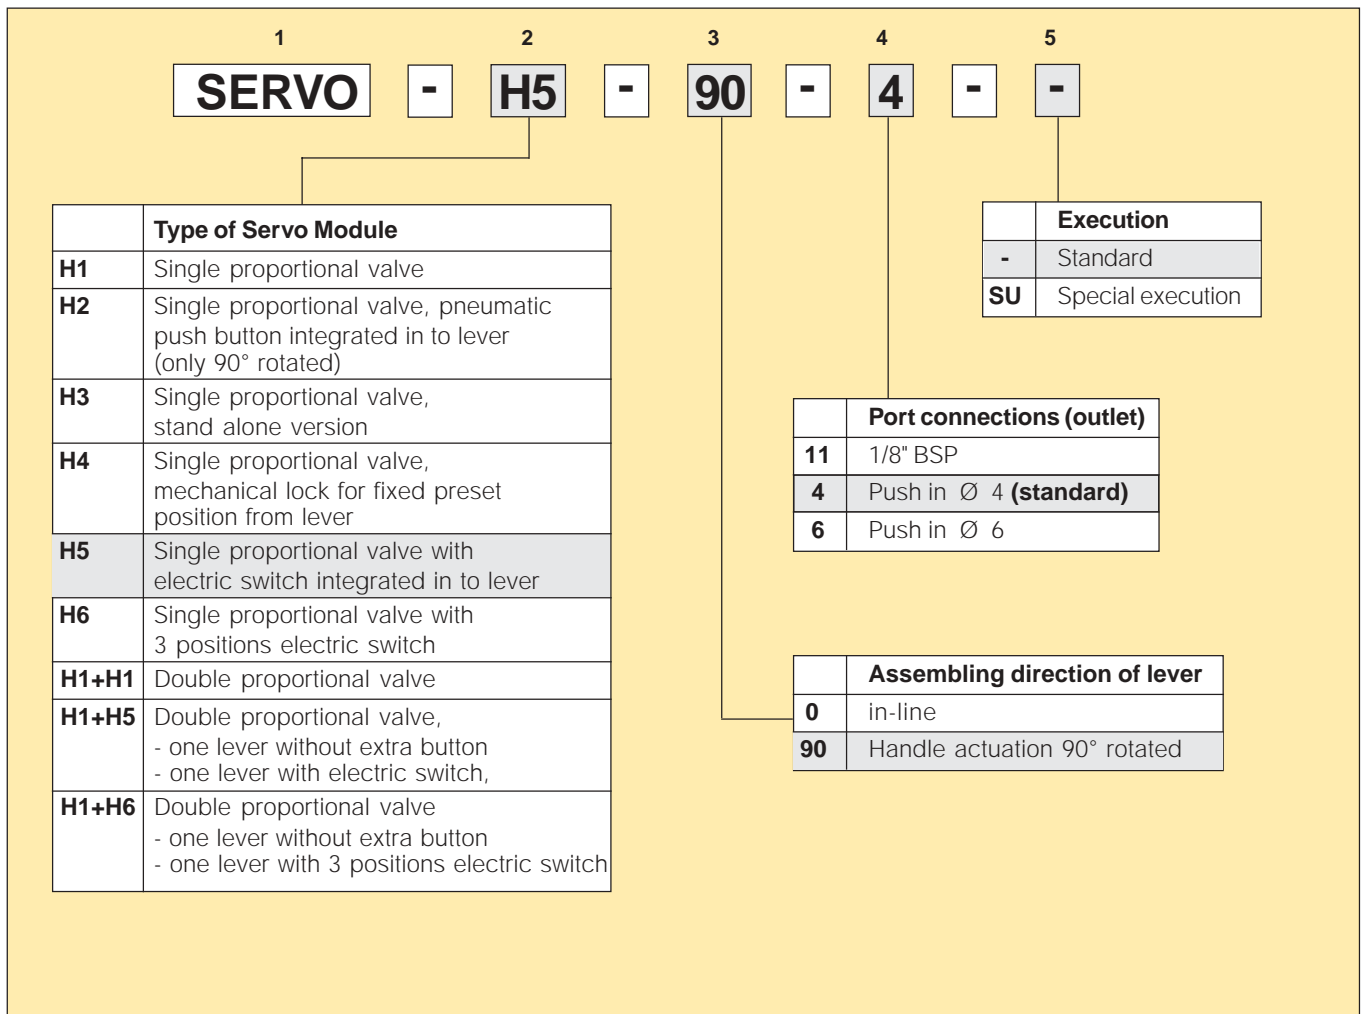 1 2 3 4 5
SERVO - H5 - 90 - 4 - -
Type of Servo Module
H1 Single proportional valve
H2 Single proportional valve, pneumatic
push button integrated in to lever
(only 90° rotated)
H3 Single proportional valve,
stand alone version
H4 Single proportional valve,
mechanical lock for fixed preset
position from lever
H5 Single proportional valve with
electric switch integrated in to lever
H6 Single proportional valve with
3 positions electric switch
H1+H1 Double proportional valve
H1+H5 Double proportional valve,
- one lever without extra button
- one lever with electric switch,
H1+H6 Double proportional valve
- one lever without extra button
- one lever with 3 positions electric switch
Execution
- Standard
SU Special execution
Port connections (outlet)
11 1/8" BSP
4 Push in Ø 4 (standard)
6 Push in Ø 6
Assembling direction of lever
0 in-line
90 Handle actuation 90° rotated